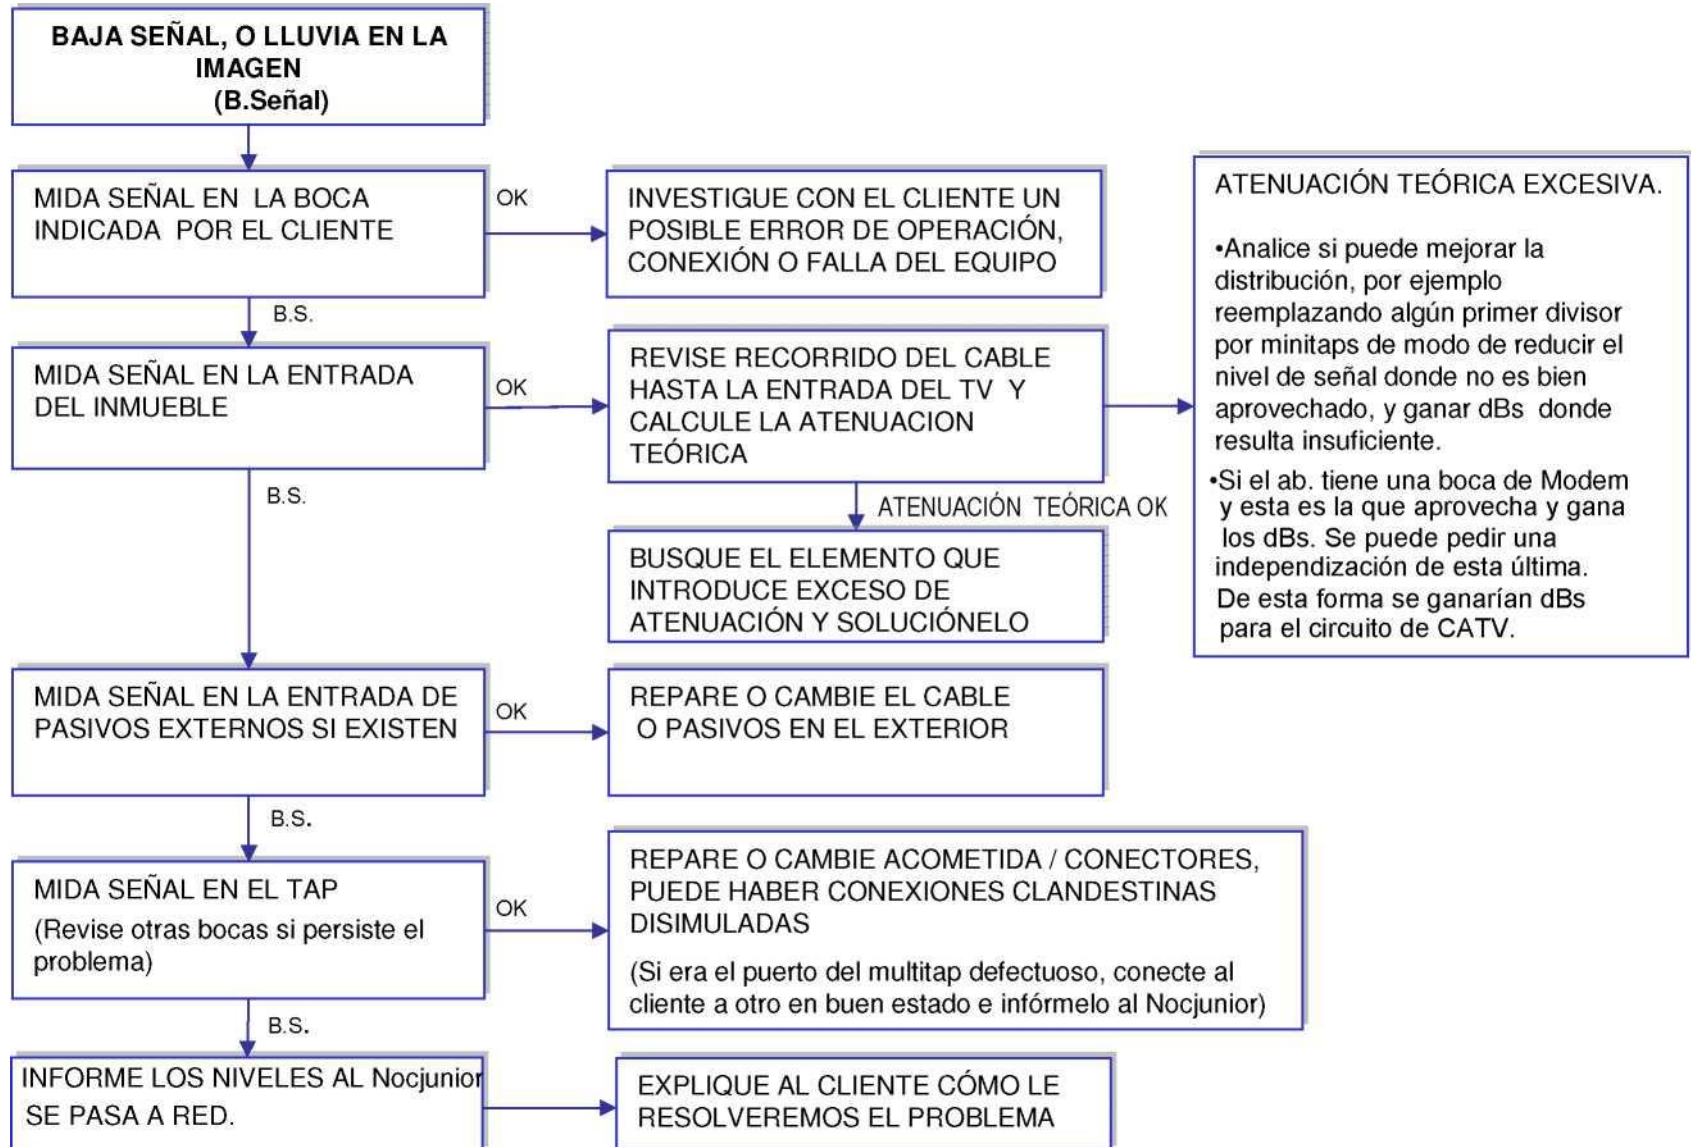 BAJA SEÑAL, O LLUVIA EN LA
IMAGEN
(B.Señal)
MIDA SEÑAL EN LA BOCA
INDICADA POR EL CLIENTE
OK
INVESTIGUE CON EL CLIENTE UN
POSIBLE ERROR DE OPERACIÓN,
CONEXIÓN O FALLA DEL EQUIPO
B.S.
MIDA SEÑAL EN LA ENTRADA
DEL INMUEBLE
OK
REVISE RECORRIDO DEL CABLE
HASTA LA ENTRADA DEL TV Y
CALCULE LA ATENUACION
TEÓRICA
ATENUACIÓN TEÓRICA EXCESIVA.
•Analice si puede mejorar la
distribución, por ejemplo
reemplazando algún primer divisor
por minitaps de modo de reducir el
nivel de señal donde no es bien
aprovechado, y ganar dBs donde
resulta insuficiente.
•Si el ab. tiene una boca de Modem
y esta es la que aprovecha y gana
los dBs. Se puede pedir una
independización de esta última.
De esta forma se ganarían dBs
para el circuito de CATV.
B.S.
ATENUACIÓN TEÓRICA OK
BUSQUE EL ELEMENTO QUE
INTRODUCE EXCESO DE
ATENUACIÓN Y SOLUCIÓNELO
MIDA SEÑAL EN LA ENTRADA DE
PASIVOS EXTERNOS SI EXISTEN
OK
REPARE O CAMBIE EL CABLE
O PASIVOS EN EL EXTERIOR
B.S.
MIDA SEÑAL EN EL TAP
(Revise otras bocas si persiste el
problema)
OK
REPARE O CAMBIE ACOMETIDA / CONECTORES,
PUEDE HABER CONEXIONES CLANDESTINAS
DISIMULADAS
(Si era el puerto del multitap defectuoso, conecte al
cliente a otro en buen estado e infórmelo al Nocjunior)
B.S.
INFORME LOS NIVELES AL Nocjunior
SE PASA A RED.
EXPLIQUE AL CLIENTE CÓMO LE
RESOLVEREMOS EL PROBLEMA